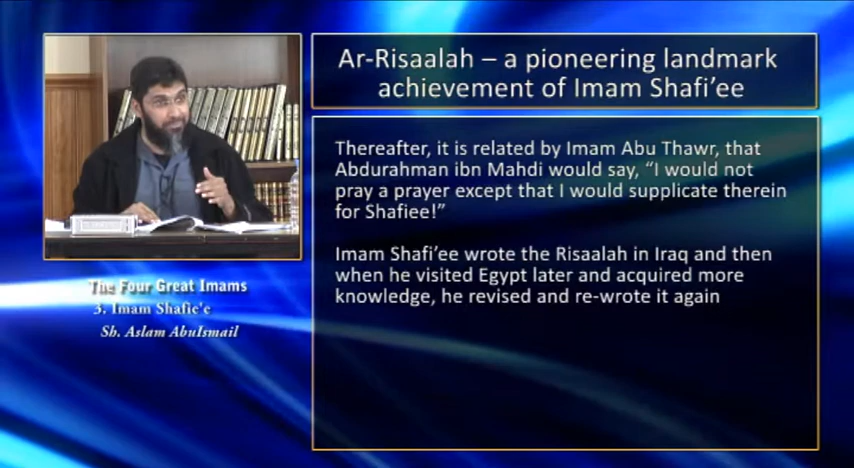 Ar-Risaalah – a pioneering landmark
achievement of Imam Shafi’ee
Thereafter, it is related by Imam Abu Thawr, that
Abdurahman ibn Mahdi would say, “I would not
pray a prayer except that I would supplicate therein
for Shafiee!”
Imam Shafi’ee wrote the Risaalah in Iraq and then
when he visited Egypt later and acquired more
knowledge, he revised and re-wrote it again
The Four Great Imams
3. Imam Shafie'e
Sh. Aslam AbuIsmail